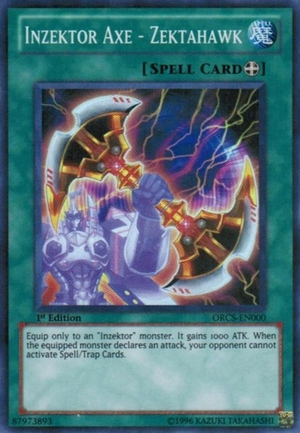 INZEKTOR AXE - ZEKTAHAWK
魔
[SPELL CARD]
ORCS-EN000
1st Edition
Equip only to an "Inzektor" monster. It gains 1000 ATK. When
the equipped monster declares an attack, your opponent cannot
activate Spell/Trap Cards.
87973893
©1996 KAZUKI TAKAHASHI